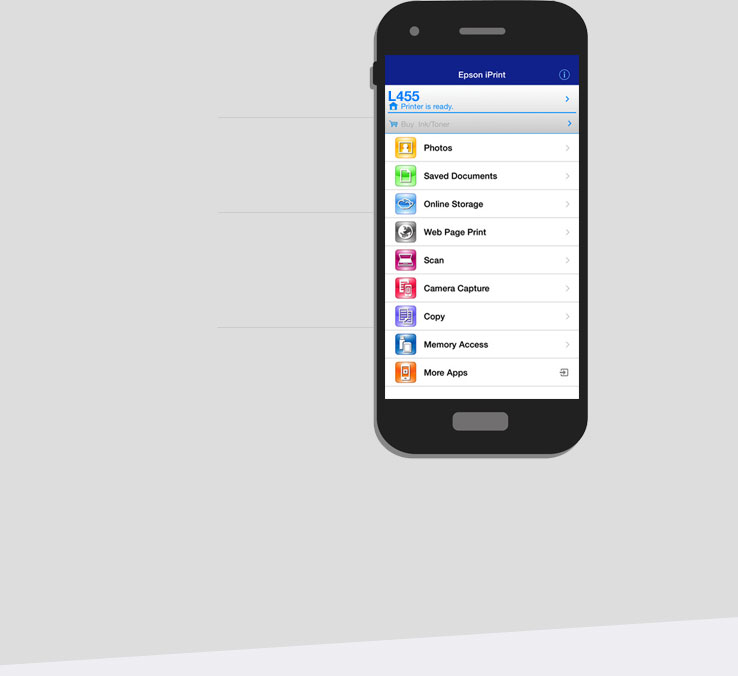 Epson iPrint
L455
Printer is ready.
Buy Ink/Toner
Photos
Saved Documents
Online Storage
Web Page Print
Scan
Camera Capture
Copy
Memory Access
More Apps